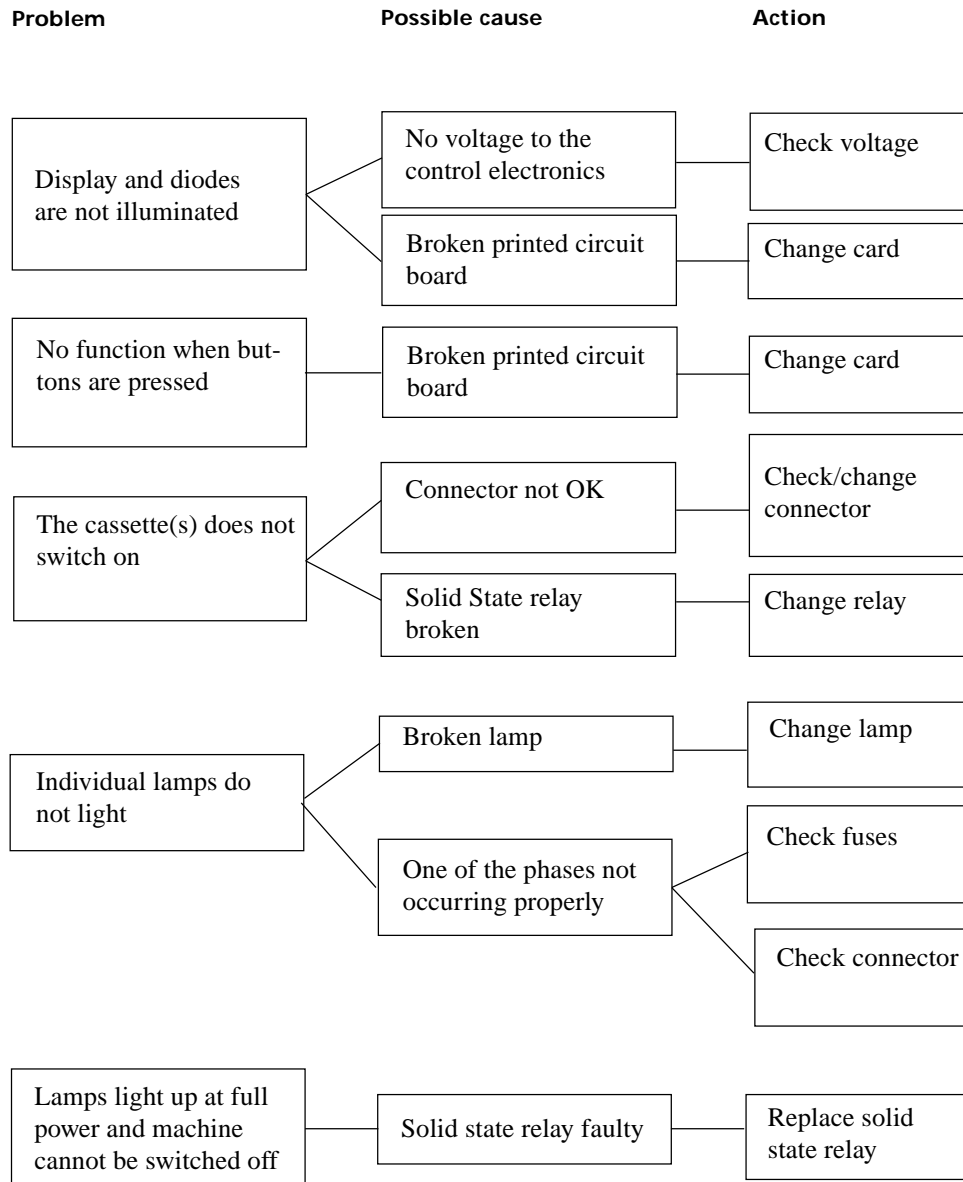 Problem
Possible cause
Action
Display and diodes
are not illuminated
No voltage to the
control electronics
Check voltage
Broken printed circuit
board
Change card
No function when but-
tons are pressed
Broken printed circuit
board
Change card
The cassette(s) does not
switch on
Connector not OK
Check/change
connector
Solid State relay
broken
Change relay
Individual lamps do
not light
Broken lamp
Change lamp
One of the phases not
occurring properly
Check fuses
Check connector
Lamps light up at full
power and machine
cannot be switched off
Solid state relay faulty
Replace solid
state relay